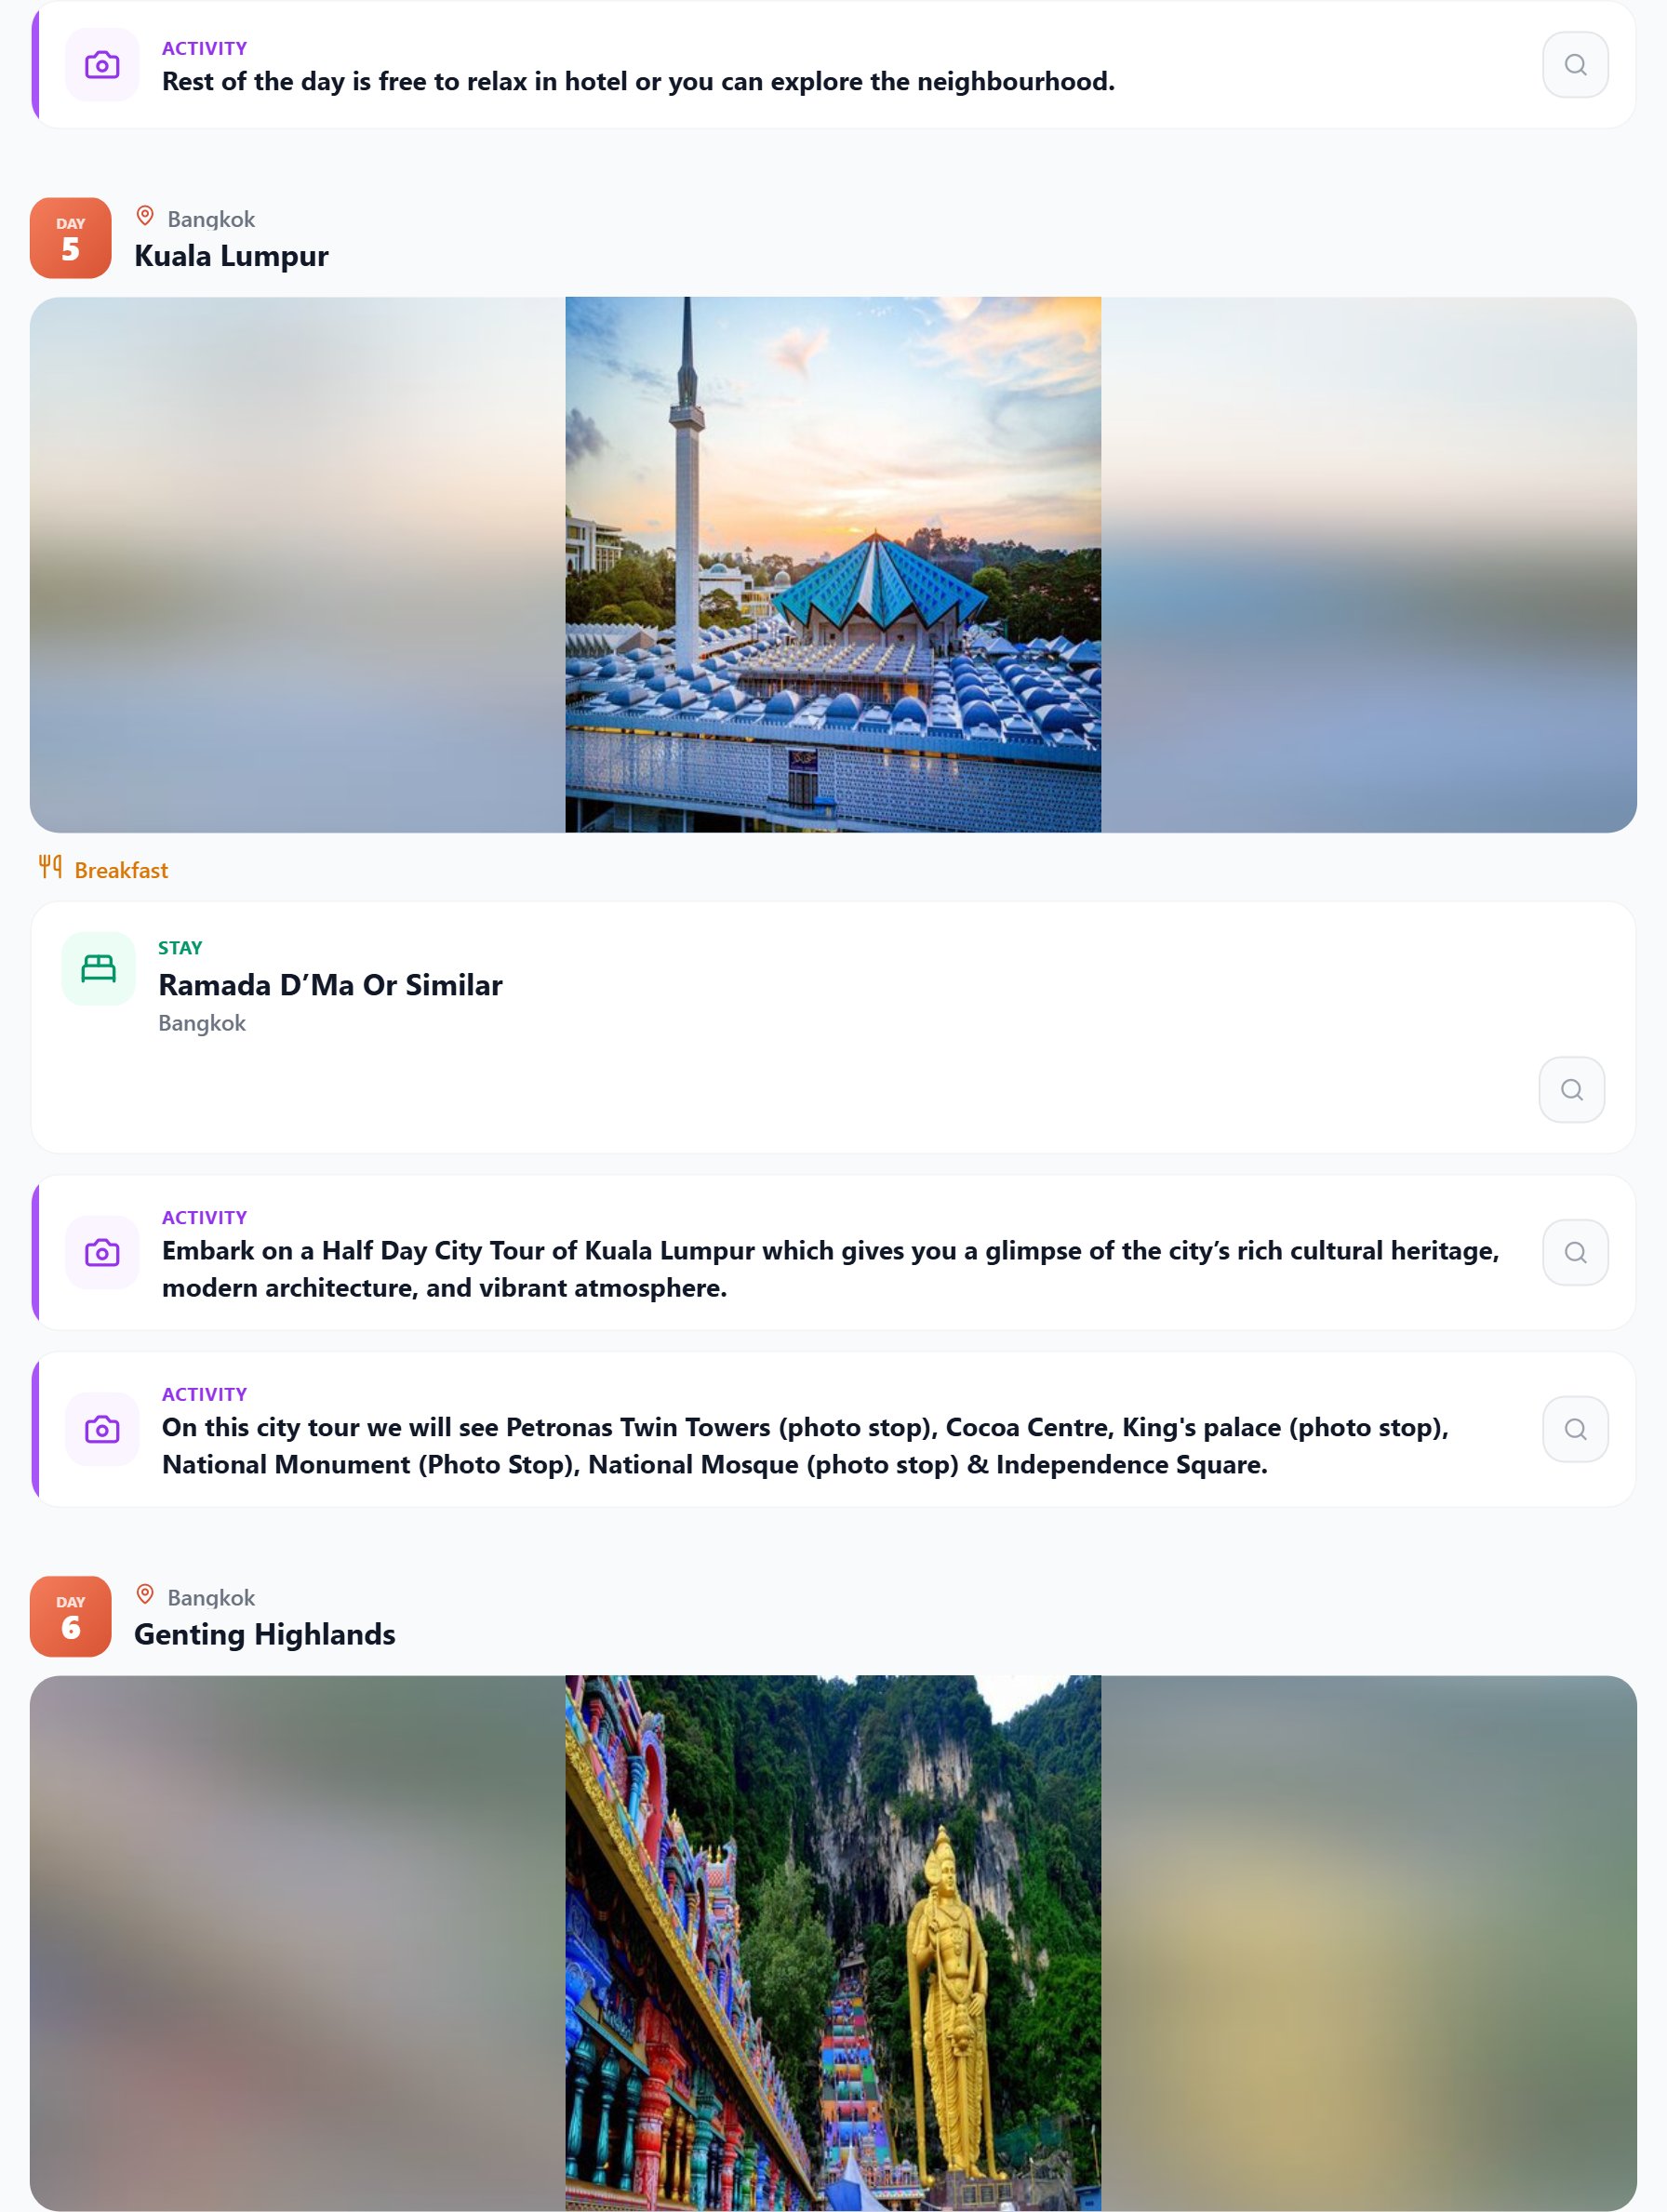 ACTIVITY
Rest of the day is free to relax in hotel or you can explore the neighbourhood.
DAY
5
Bangkok
Kuala Lumpur
Breakfast
STAY
Ramada D’Ma Or Similar
Bangkok
ACTIVITY
Embark on a Half Day City Tour of Kuala Lumpur which gives you a glimpse of the city’s rich cultural heritage,
modern architecture, and vibrant atmosphere.
ACTIVITY
On this city tour we will see Petronas Twin Towers (photo stop), Cocoa Centre, King's palace (photo stop),
National Monument (Photo Stop), National Mosque (photo stop) & Independence Square.
DAY
6
Bangkok
Genting Highlands